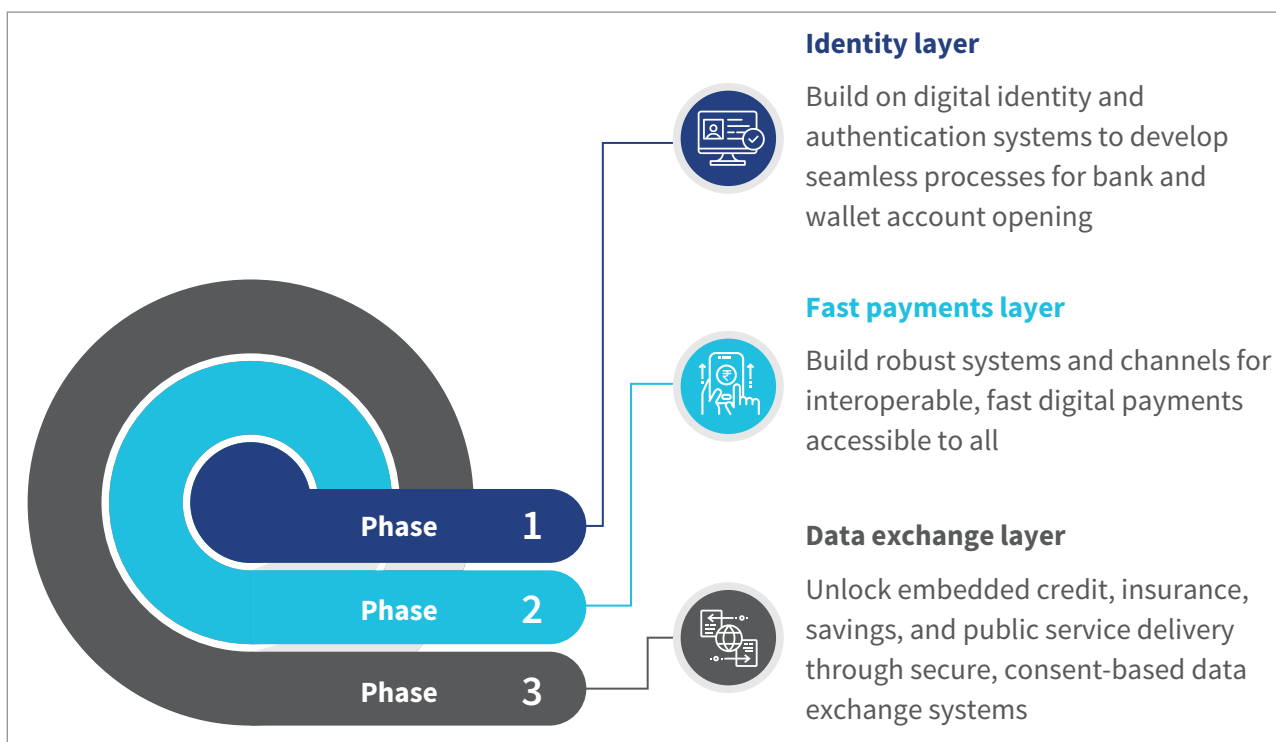 Identity layer
Build on digital identity and
authentication systems to develop
seamless processes for bank and
wallet account opening
Fast payments layer
Build robust systems and channels for
interoperable, fast digital payments
accessible to all
Data exchange layer
Unlock embedded credit, insurance,
savings, and public service delivery
through secure, consent-based data
exchange systems
Phase 1
Phase 2
Phase 3
₹